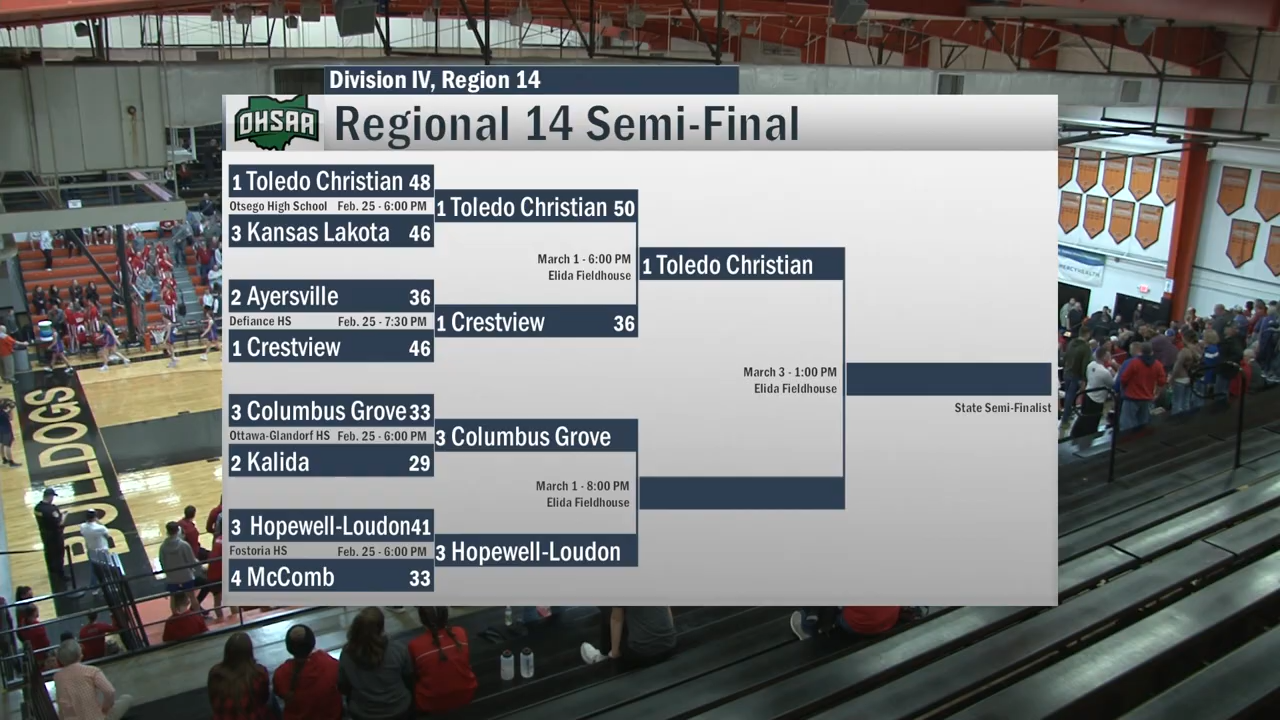 Division IV, Region 14
OHSAA
Regional 14 Semi-Final
1 Toledo Christian 48
Otsego High School Feb. 25 - 6:00 PM
3 Kansas Lakota 46
1 Toledo Christian 50
March 1 - 6:00 PM
Elida Fieldhouse
1 Toledo Christian
2 Ayersville 36
Defiance HS Feb. 25 - 7:30 PM
1 Crestview 46
1 Crestview 36
March 3 - 1:00 PM
Elida Fieldhouse
State Semi-Finalist
3 Columbus Grove 33
Ottawa-Glandorf HS Feb. 25 - 6:00 PM
2 Kalida 29
3 Columbus Grove
March 1 - 8:00 PM
Elida Fieldhouse
3 Hopewell-Loudon 41
Fostoria HS Feb. 25 - 6:00 PM
4 McComb 33
3 Hopewell-Loudon
BULLDOGS